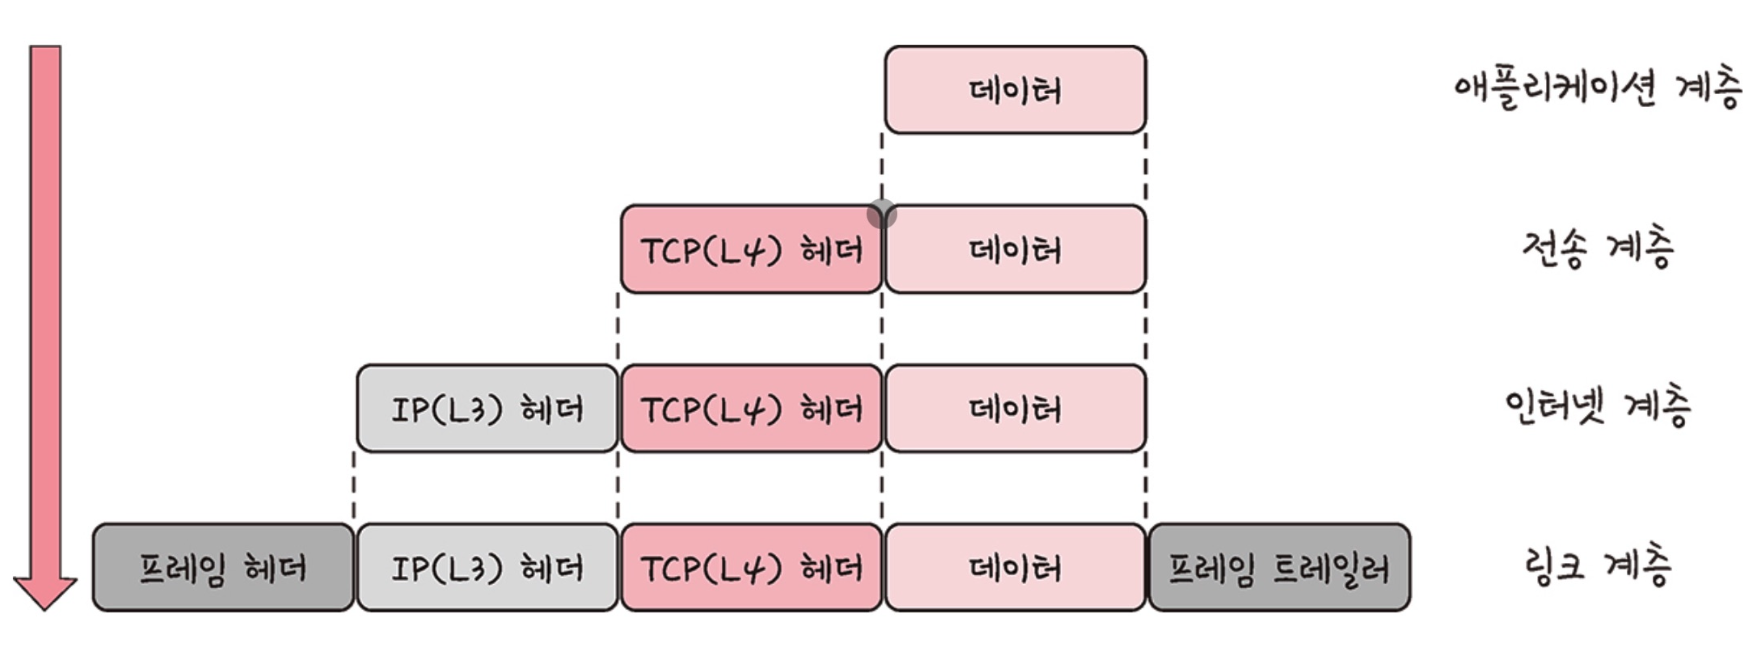 데이터 애플리케이션 계층
TCP(L4) 헤더 데이터 전송 계층
IP(L3) 헤더 TCP(L4) 헤더 데이터 인터넷 계층
프레임 헤더 IP(L3) 헤더 TCP(L4) 헤더 데이터 프레임 트레일러 링크 계층